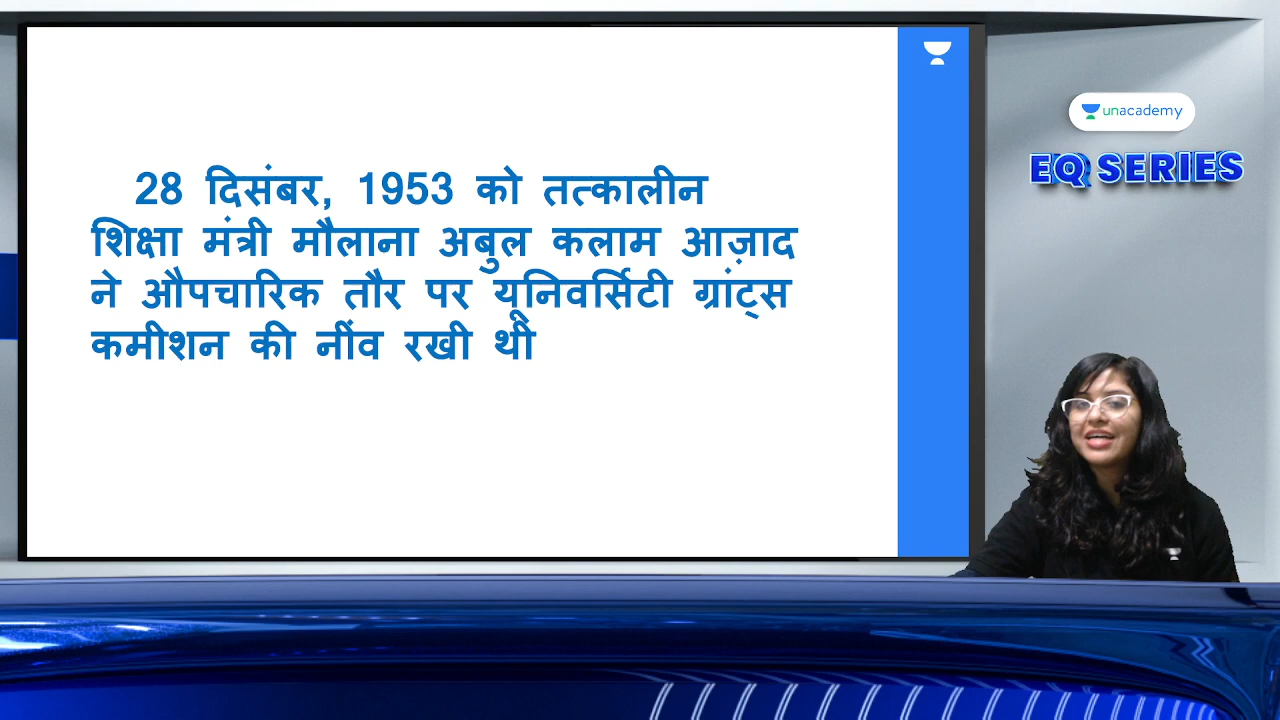 28 दिसंबर, 1953 को तत्कालीन
शिक्षा मंत्री मौलाना अबुल कलाम आज़ाद
ने औपचारिक तौर पर यूनिवर्सिटी ग्रांट्स
कमीशन की नींव रखी थी
unacademy
EQ SERIES